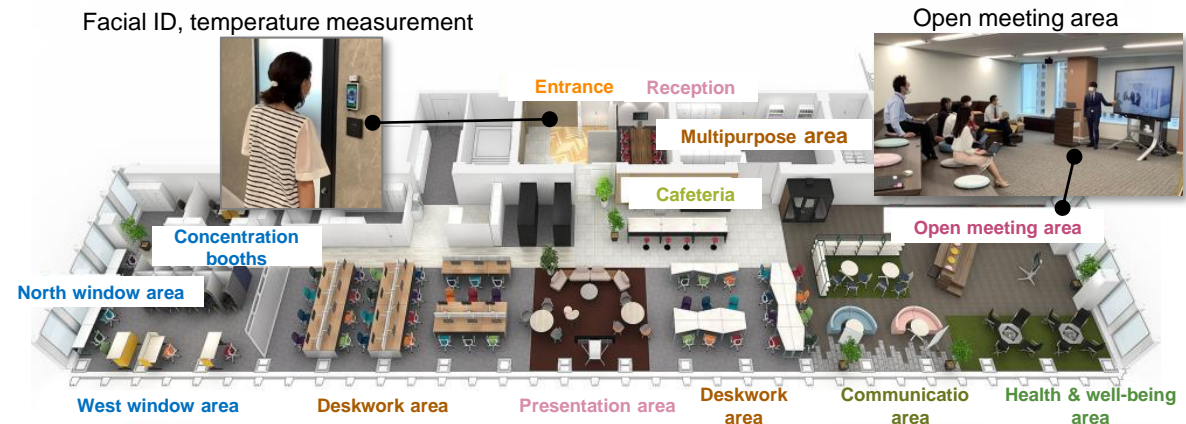 Facial ID, temperature measurement
Open meeting area
Entrance
Reception
Multipurpose area
Cafeteria
Concentration
booths
Open meeting area
North window area
West window area
Deskwork area
Presentation area
Deskwork
area
Communicatio
area
Health & well-being
area